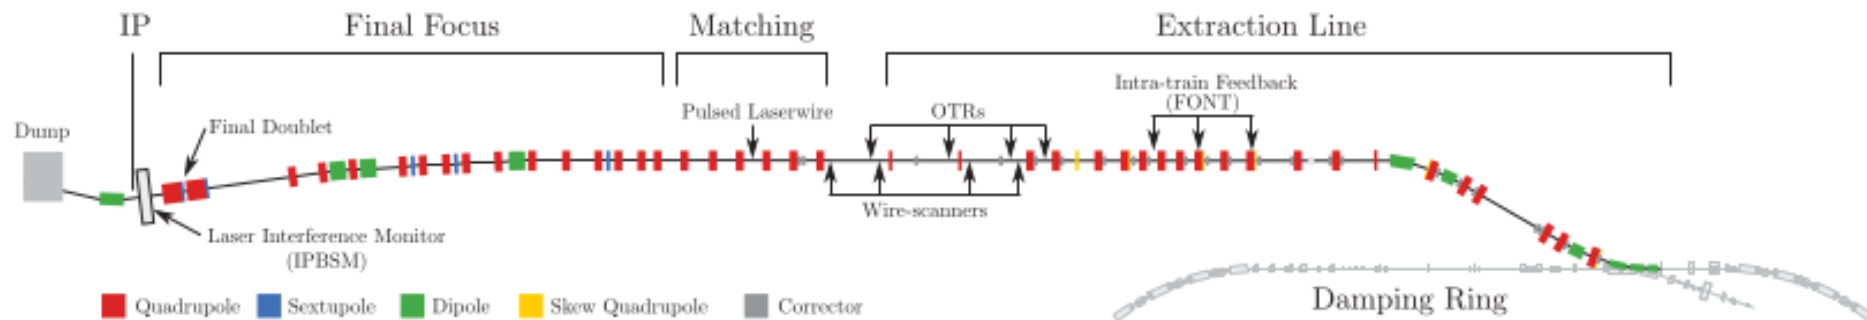 IP
Final Focus
Matching
Extraction Line
Intra-train Feedback
(FONT)
Pulsed Laserwire
OTRs
Dump
Final Doublet
Wire-scanners
Laser Interference Monitor
(IPBSM)
Damping Ring
Quadrupole
Sextupole
Dipole
Skew Quadrupole
Corrector